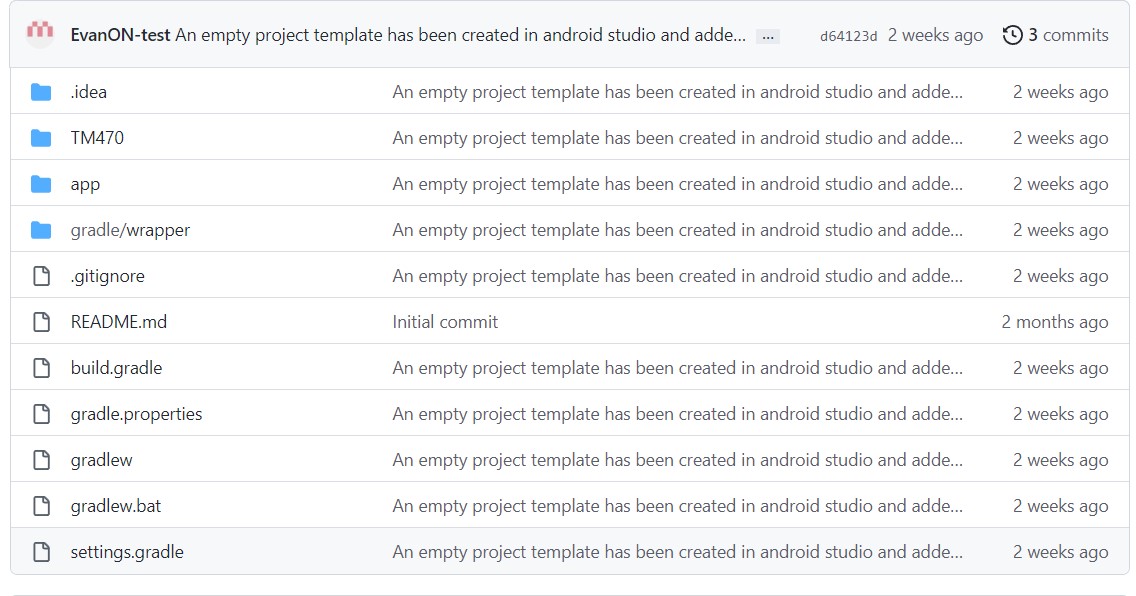 EvanON-test An empty project template has been created in android studio and adde... ... d64123d 2 weeks ago 3 commits
.idea An empty project template has been created in android studio and adde... 2 weeks ago
TM470 An empty project template has been created in android studio and adde... 2 weeks ago
app An empty project template has been created in android studio and adde... 2 weeks ago
gradle/wrapper An empty project template has been created in android studio and adde... 2 weeks ago
.gitignore An empty project template has been created in android studio and adde... 2 weeks ago
README.md Initial commit 2 months ago
build.gradle An empty project template has been created in android studio and adde... 2 weeks ago
gradle.properties An empty project template has been created in android studio and adde... 2 weeks ago
gradlew An empty project template has been created in android studio and adde... 2 weeks ago
gradlew.bat An empty project template has been created in android studio and adde... 2 weeks ago
settings.gradle An empty project template has been created in android studio and adde... 2 weeks ago